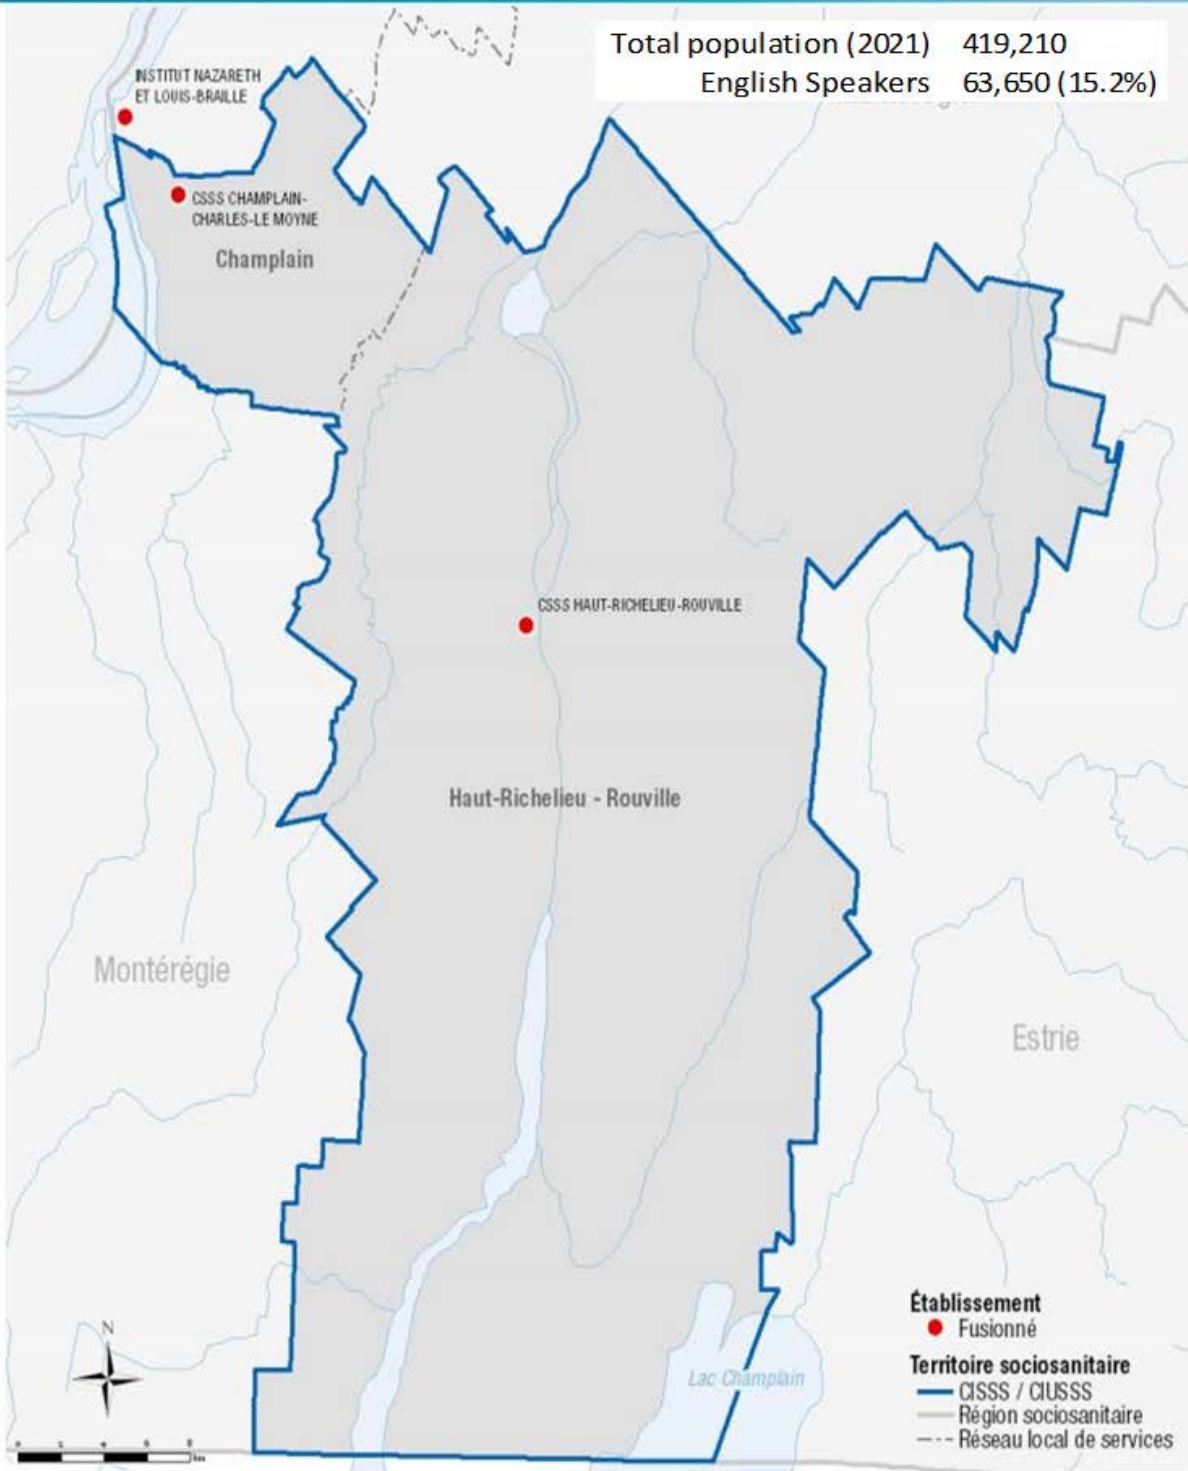 Total population (2021) 419,210
English Speakers 63,650 (15.2%)
INSTITUT NAZARETH
ET LOUIS-BRAILLE
CSSS CHAMPLAIN-
CHARLES-LE MOYNE
Champlain
CSSS HAUT-RICHELIEU-ROUVILLE
Haut-Richelieu - Rouville
Montérégie
Estrie
Lac Champlain
N
Établissement
Fusionné
Territoire sociosanitaire
CISSS / CIUSSS
Région sociosanitaire
Réseau local de services